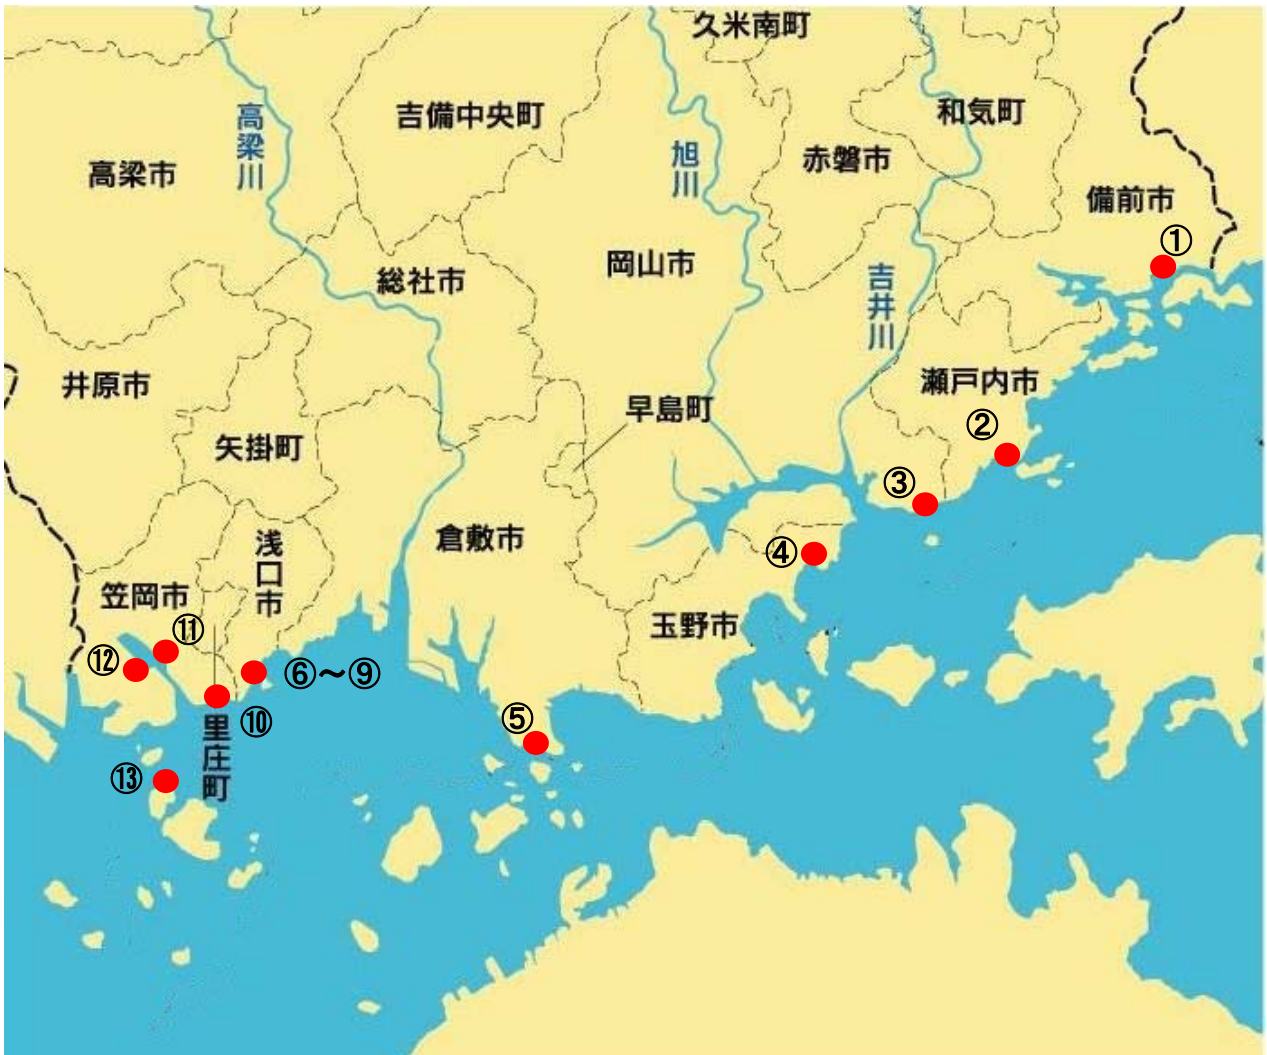 久米南町
吉備中央町
和気町
高梁川
旭川
赤磐市
高梁市
備前市
①
岡山市
総社市
吉井川
井原市
瀬戸内市
早島町
②
矢掛町
③
倉敷市
④
浅口市
笠岡市
⑪
玉野市
⑫
⑥～⑨
⑤
⑩
里庄町
⑬